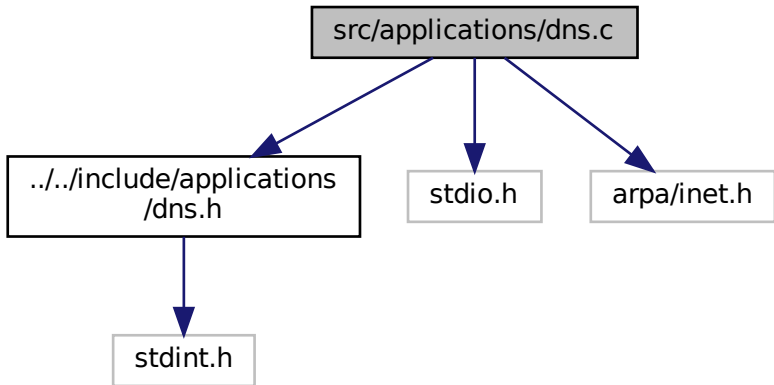 src/applications/dns.c
../../include/applications
/dns.h
stdio.h
arpa/inet.h
stdint.h